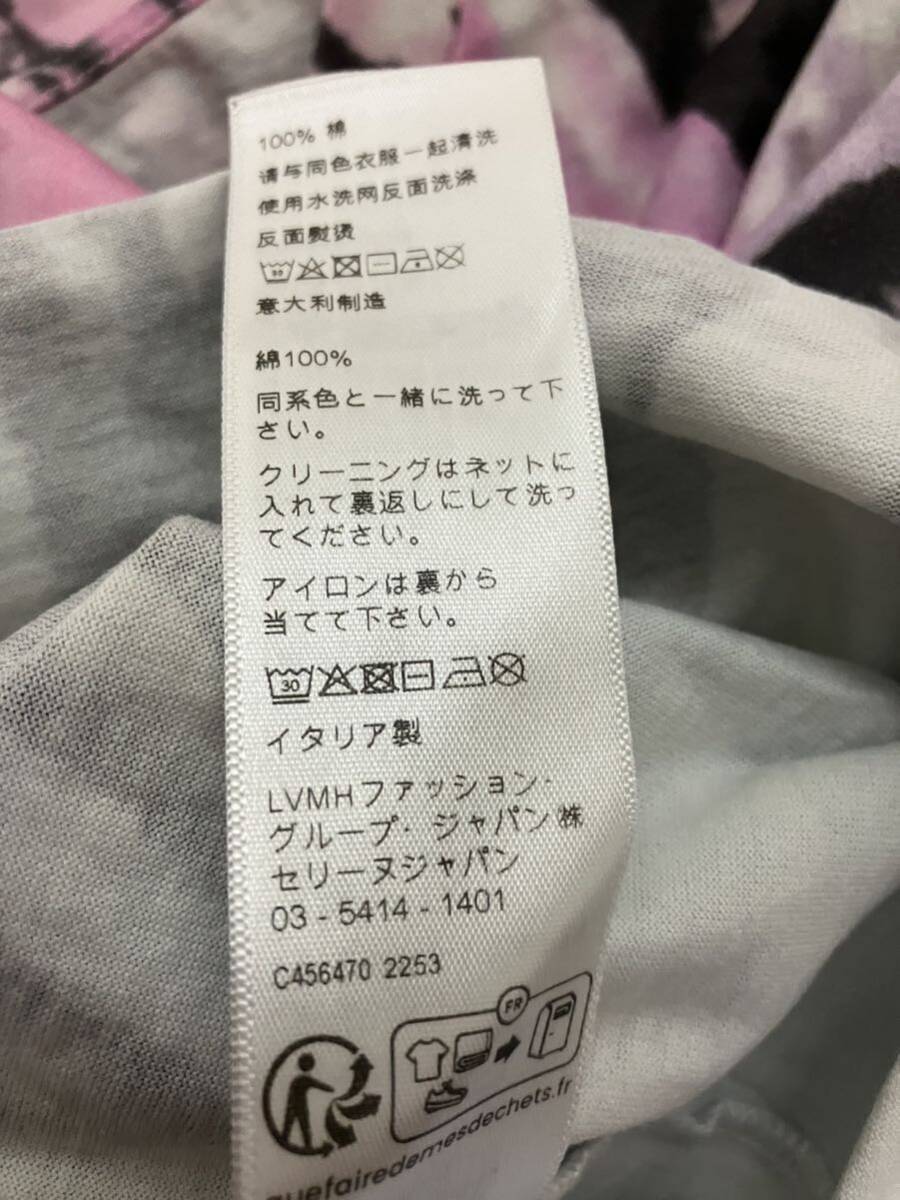 100% 棉
请与同色衣服一起清洗
使用水洗网反面洗涤
反面熨烫
30
意大利制造
綿100%
同系色と一緒に洗って下
さい。
クリーニングはネットに
入れて裏返しにして洗っ
てください。
アイロンは裏から
当てて下さい。
30
イタリア製
LVMHファッション・
グループ・ジャパン㈱
セリーヌジャパン
03 - 5414 - 1401
C456470 2253
FR
quefairedemesdechets.fr